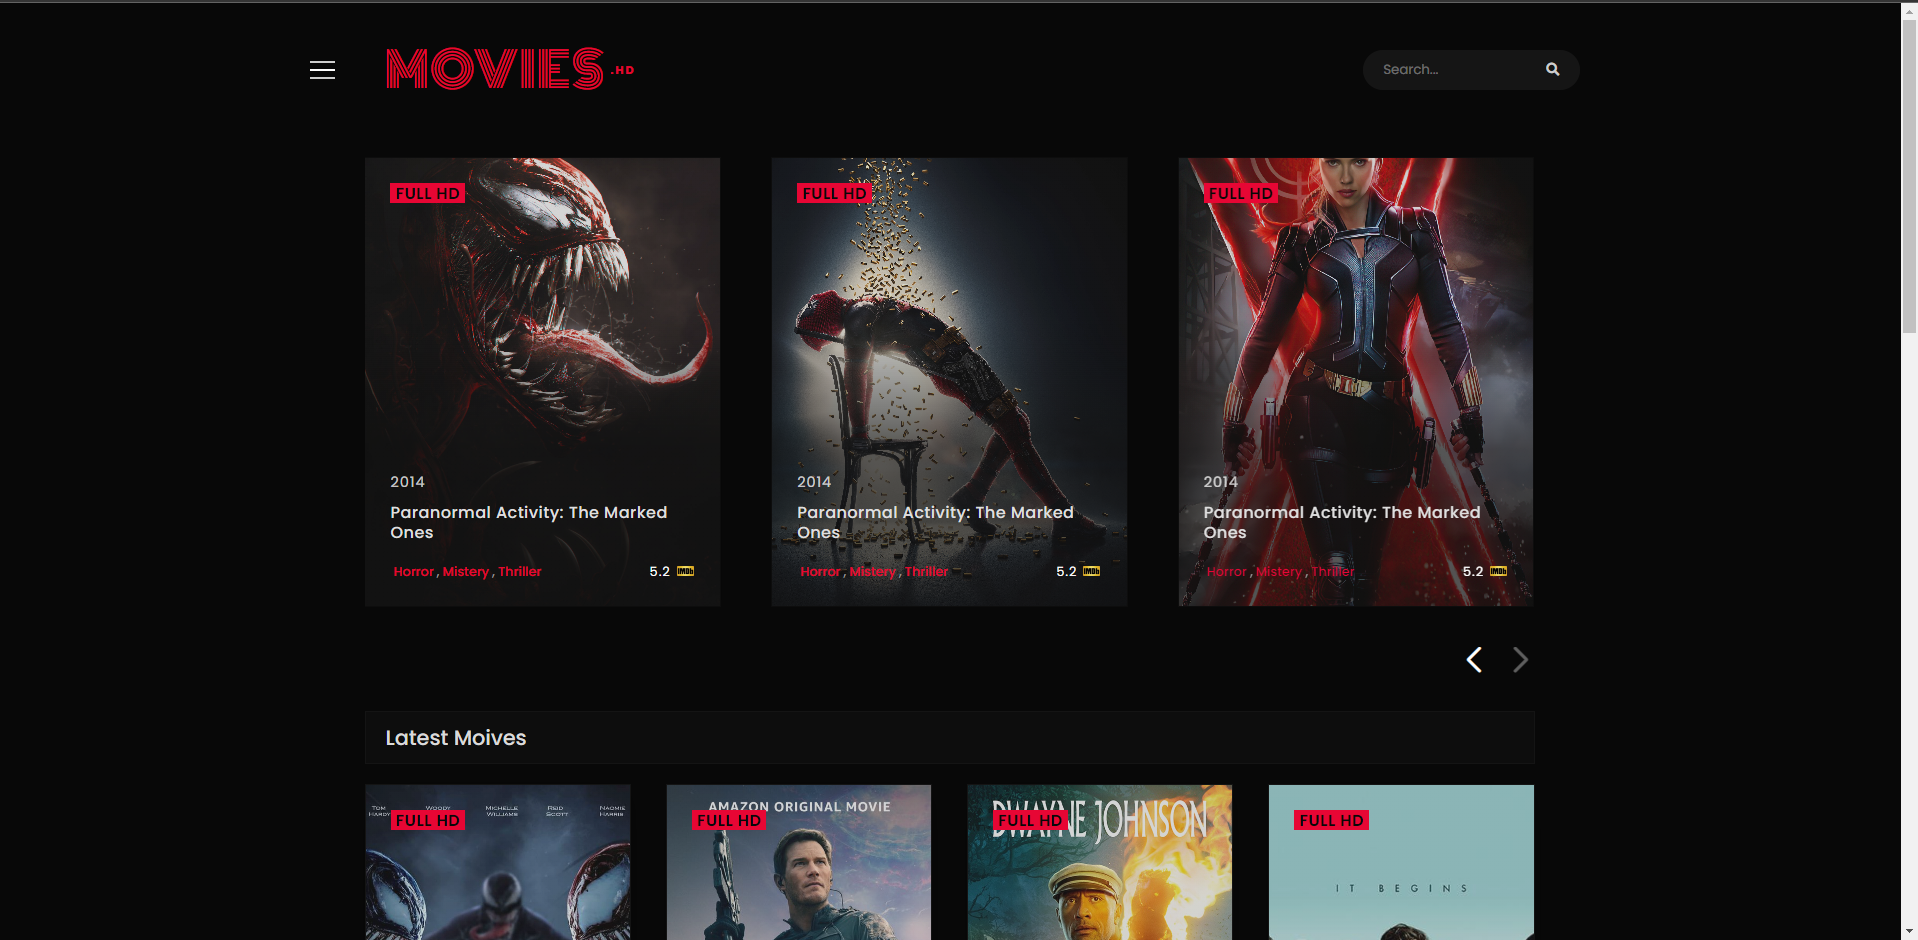 MOVIES .HD
Search...
FULL HD
2014
Paranormal Activity: The Marked
Ones
Horror , Mistery , Thriller
5.2 IMDb
FULL HD
2014
Paranormal Activity: The Marked
Ones
Horror , Mistery , Thriller
5.2 IMDb
FULL HD
2014
Paranormal Activity: The Marked
Ones
Horror , Mistery , Thriller
5.2 IMDb
Latest Moives
TOM HARDY
WOODY
MICHELLE WILLIAMS
REID SCOTT
NAOMIE HARRIS
FULL HD
AMAZON ORIGINAL MOVIE
FULL HD
DWAYNE JOHNSON
FULL HD
FULL HD
IT BEGINS